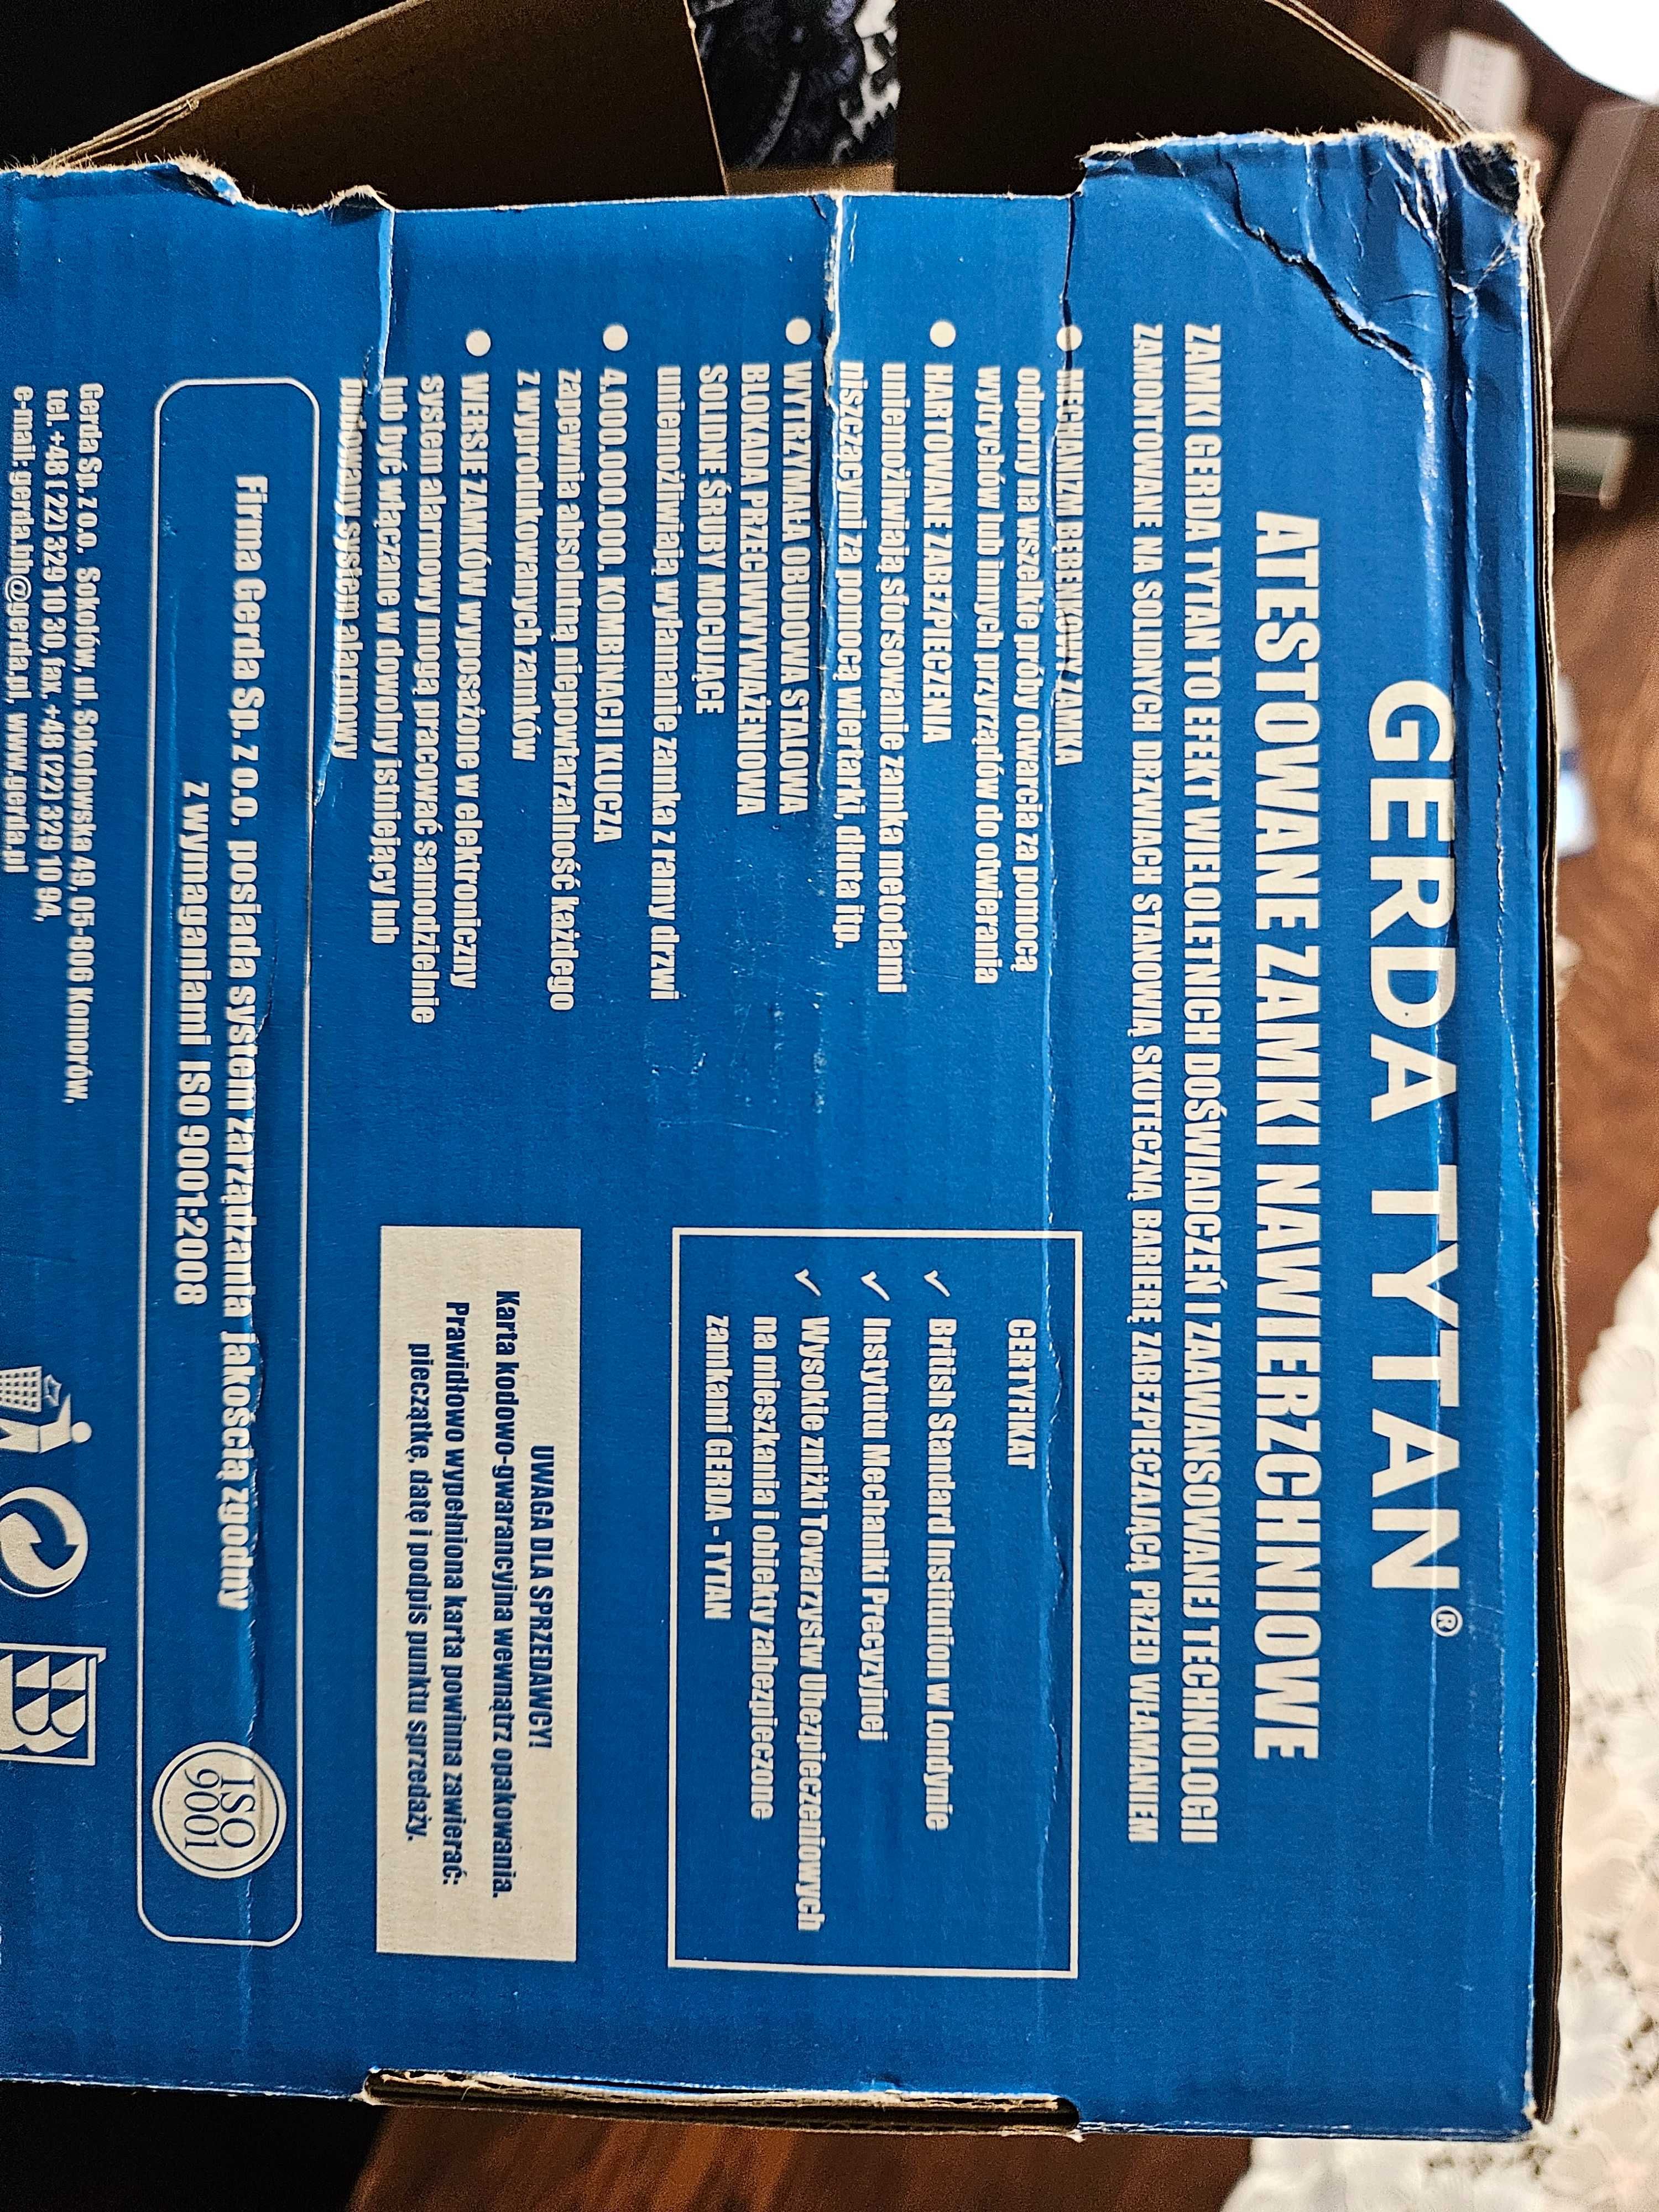 GERDA TYTAN®
ATESTOWANE ZAMKI NAWIERZCHNIOWE
ZAMKI GERDA TYTAN TO EFEKT WIELOLETNICH DOŚWIADCZEŃ I ZAAWANSOWANEJ TECHNOLOGII
ZAMONTOWANE NA SOLIDNYCH DRZWIACH STANOWIĄ SKUTECZNĄ BARIERĘ ZABEZPIECZAJĄCĄ PRZED WŁAMANIEM
● MECHANIZM BĘBENKOWY ZAMKA
odporny na wszelkie próby otwarcia za pomocą
wytrychów lub innych przyrządów do otwierania
● HARTOWANE ZABEZPIECZENIA
uniemożliwiają sforsowanie zamka metodami
niszczącymi za pomocą wiertarki, dłuta itp.
● WYTRZYMAŁA OBUDOWA STALOWA
BLOKADA PRZECIWWYWAŻENIOWA
SOLIDNE ŚRUBY MOCUJĄCE
uniemożliwiają wyłamanie zamka z ramy drzwi
● 4.000.0000.000. KOMBINACJI KLUCZA
zapewnia absolutną niepowtarzalność każdego
z wyprodukowanych zamków
● WERSJE ZAMKÓW wyposażone w elektroniczny
system alarmowy mogą pracować samodzielnie
lub być włączane w dowolny istniejący lub
budowany system alarmowy
CERTYFIKAT
✓ British Standard Institution w Londynie
✓ Instytutu Mechaniki Precyzyjnej
✓ Wysokie zniżki Towarzystw Ubezpieczeniowych
na mieszkania i obiekty zabezpieczone
zamkami GERDA - TYTAN
UWAGA DLA SPRZEDAWCY!
Karta kodowo-gwarancyjna wewnątrz opakowania.
Prawidłowo wypełniona karta powinna zawierać:
pieczątkę, datę i podpis punktu sprzedaży.
Firma Gerda Sp. z o.o. posiada system zarządzania jakością zgodny
z wymaganiami ISO 9001:2008
ISO
9001
Gerda Sp. z o.o. Sokołów, ul. Sokołowska 49, 05-806 Komorów,
tel. +48 (22) 329 10 30, fax. +48 (22) 329 10 94,
e-mail: gerda.hh@gerda.pl, www.gerda.pl
B